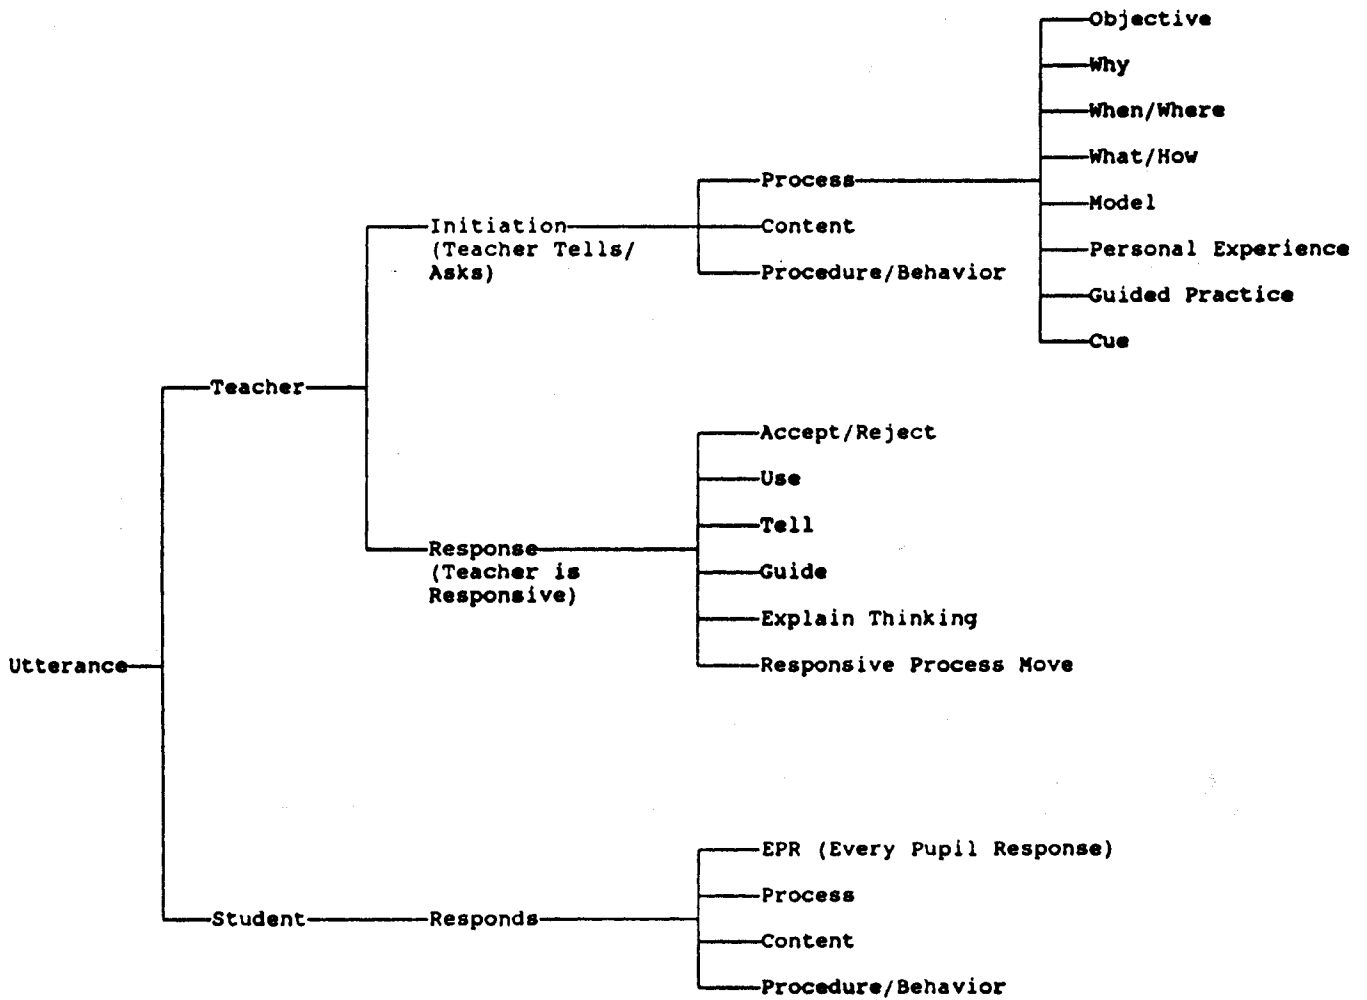 Objective
Why
When/Where
What/How
Process
Model
Initiation
(Teacher Tells/
Asks)
Content
Personal Experience
Procedure/Behavior
Guided Practice
Cue
Teacher
Accept/Reject
Use
Tell
Response
(Teacher is
Responsive)
Guide
Explain Thinking
Utterance
Responsive Process Move
EPR (Every Pupil Response)
Process
Student
Responds
Content
Procedure/Behavior